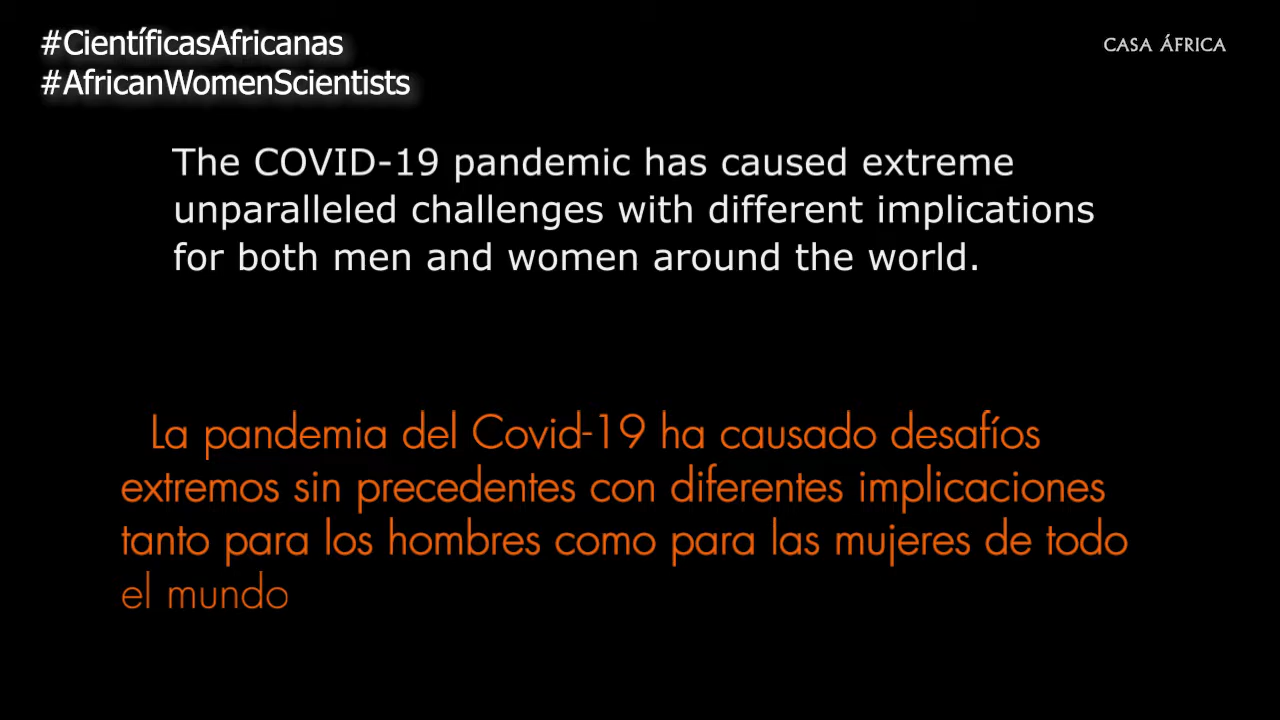 #CientíficasAfricanas
#AfricanWomenScientists
CASA ÁFRICA
The COVID-19 pandemic has caused extreme
unparalleled challenges with different implications
for both men and women around the world.
La pandemia del Covid-19 ha causado desafíos
extremos sin precedentes con diferentes implicaciones
tanto para los hombres como para las mujeres de todo
el mundo